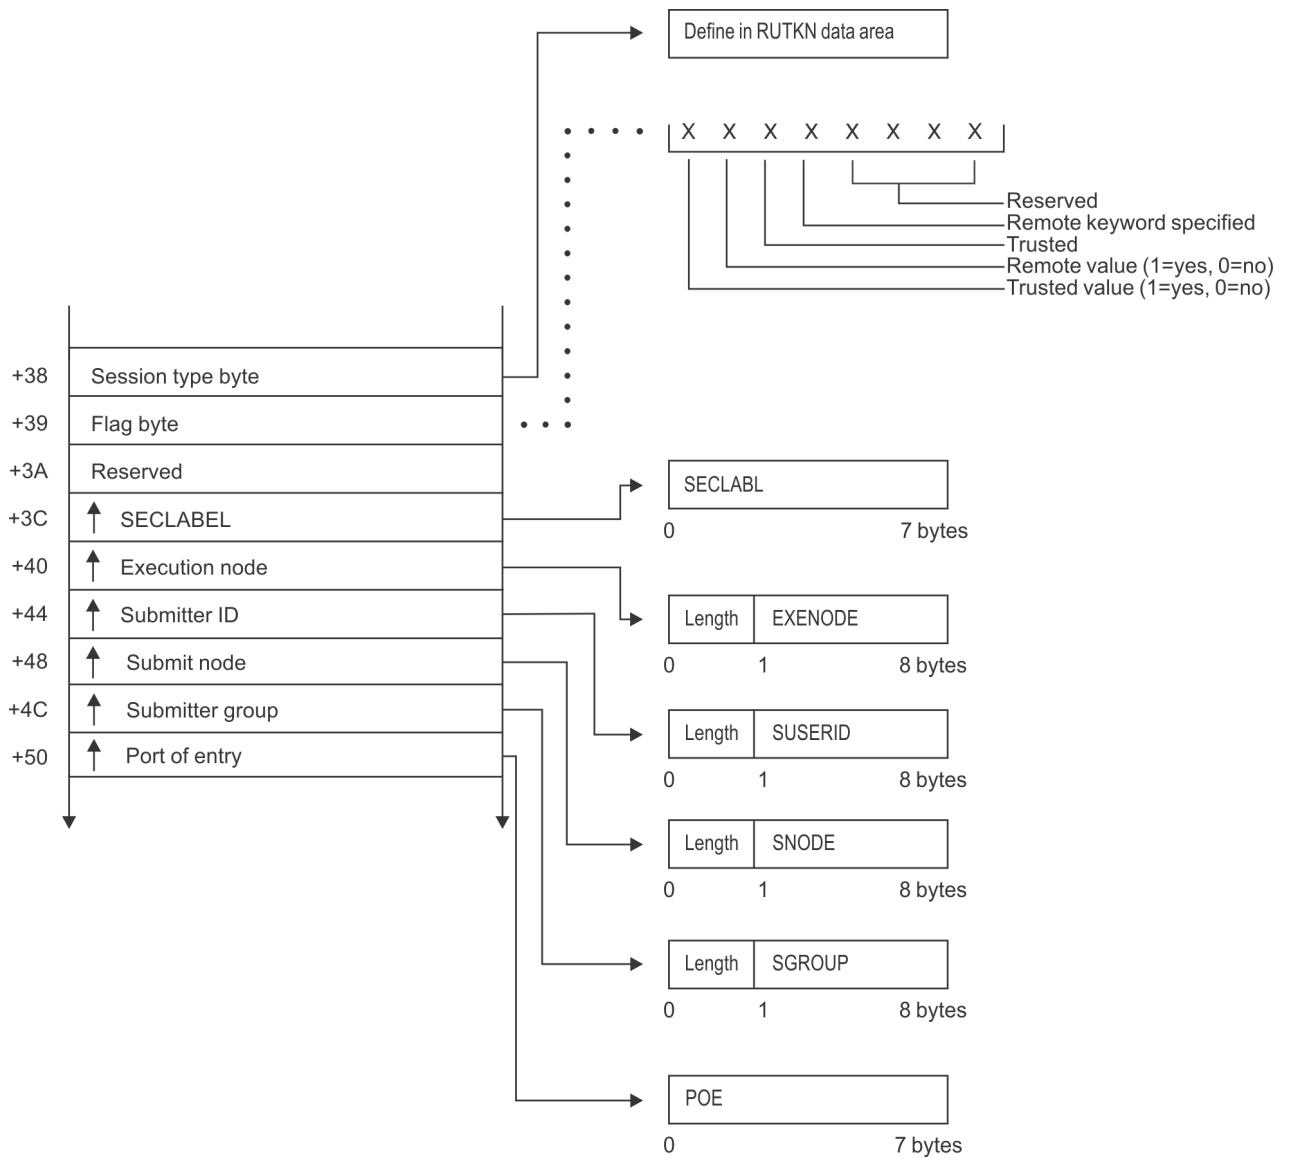 Define in RUTKN data area
X X X X X X X X
Reserved
Remote keyword specified
Trusted
Remote value (1=yes, 0=no)
Trusted value (1=yes, 0=no)
+38 Session type byte
+39 Flag byte
+3A Reserved
+3C SECLABEL
+40 Execution node
+44 Submitter ID
+48 Submit node
+4C Submitter group
+50 Port of entry
SECLABL
0 7 bytes
Length EXENODE
0 1 8 bytes
Length SUSERID
0 1 8 bytes
Length SNODE
0 1 8 bytes
Length SGROUP
0 1 8 bytes
POE
0 7 bytes